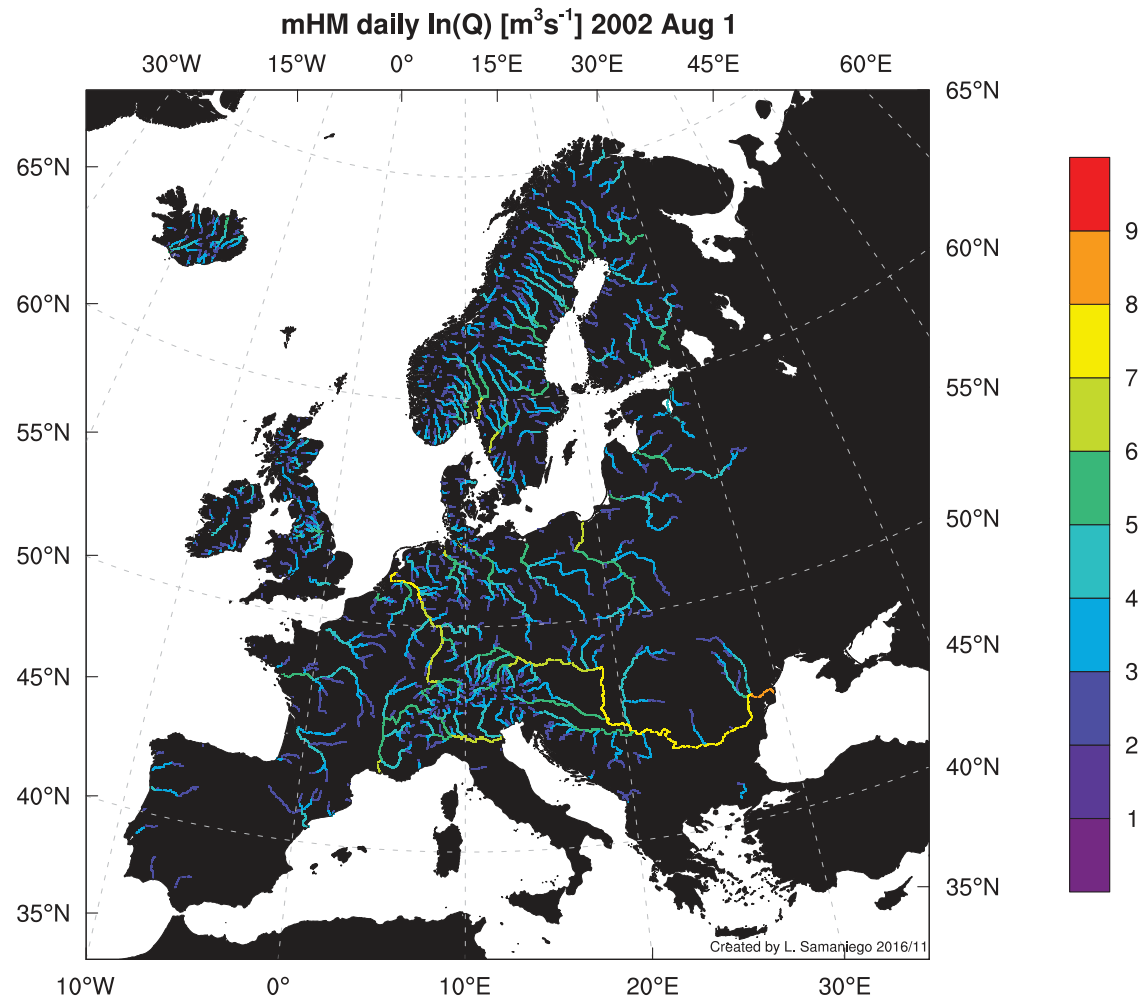 mHM daily ln(Q) [m³s⁻¹] 2002 Aug 1
30°W 15°W 0° 15°E 30°E 45°E 60°E
65°N
65°N
60°N
60°N
55°N
55°N
50°N
50°N
45°N
45°N
40°N
40°N
35°N
35°N
9
8
7
6
5
4
3
2
1
Created by L. Samaniego 2016/11
10°W 0° 10°E 20°E 30°E